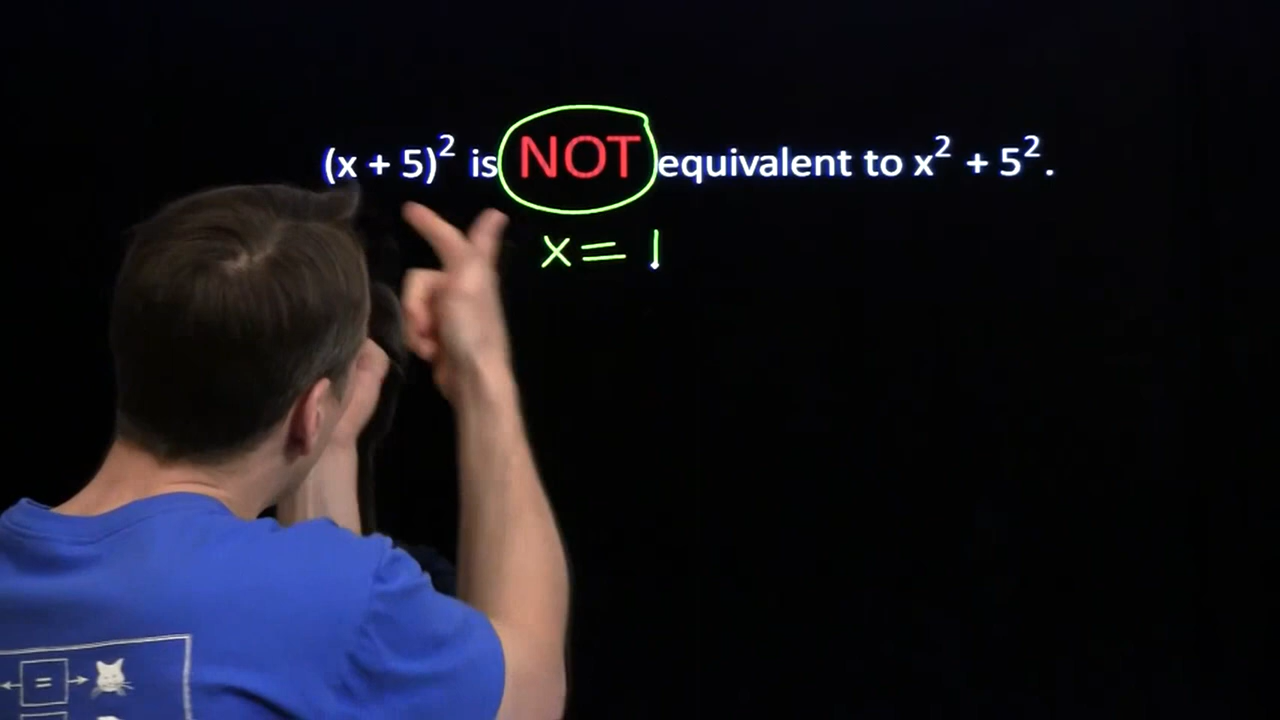 (x + 5)² is NOT equivalent to x² + 5².
x = 1
=